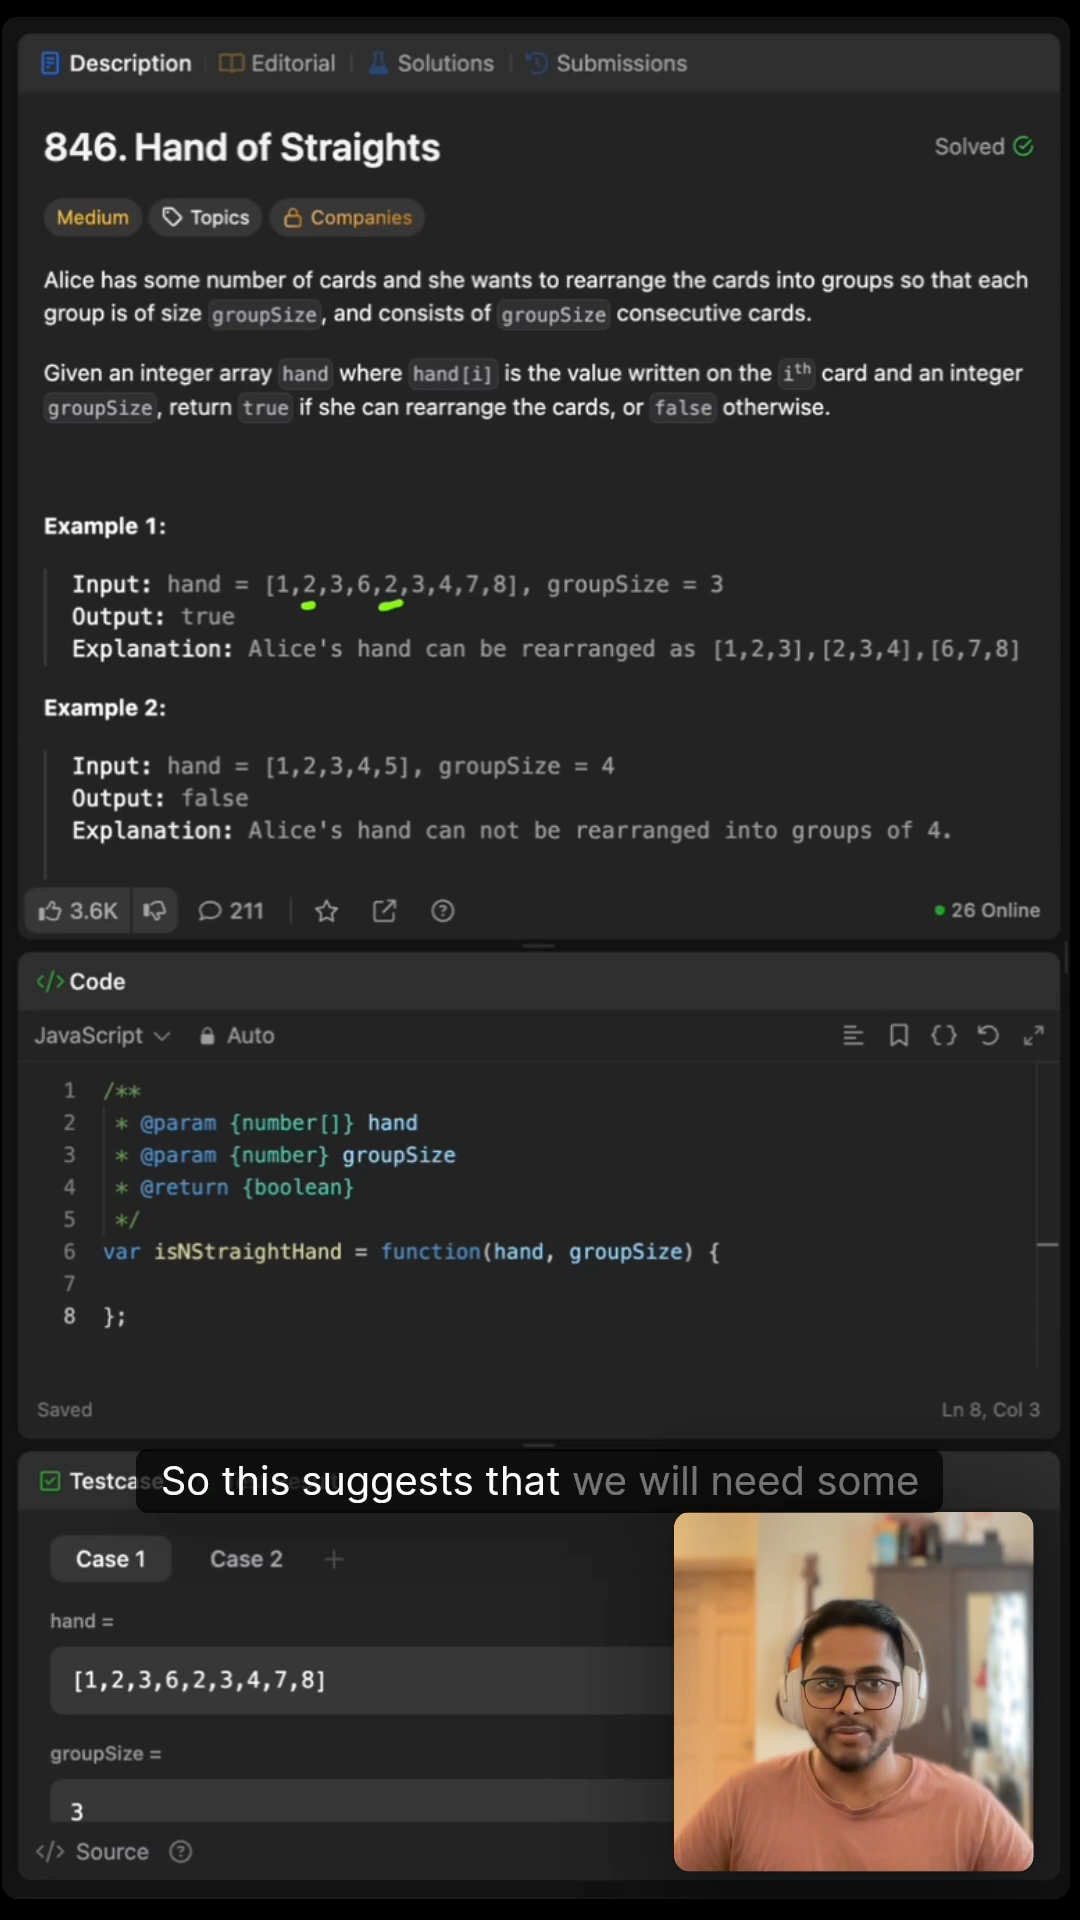 Description Editorial Solutions Submissions
846. Hand of Straights
Solved
Medium Topics Companies
Alice has some number of cards and she wants to rearrange the cards into groups so that each
group is of size groupSize, and consists of groupSize consecutive cards.
Given an integer array hand where hand[i] is the value written on the ith card and an integer
groupSize, return true if she can rearrange the cards, or false otherwise.
Example 1:
Input: hand = [1,2,3,6,2,3,4,7,8], groupSize = 3
Output: true
Explanation: Alice's hand can be rearranged as [1,2,3],[2,3,4],[6,7,8]
Example 2:
Input: hand = [1,2,3,4,5], groupSize = 4
Output: false
Explanation: Alice's hand can not be rearranged into groups of 4.
3.6K 211 26 Online
</> Code
JavaScript Auto
1 /**
2 * @param {number[]} hand
3 * @param {number} groupSize
4 * @return {boolean}
5 */
6 var isNStraightHand = function(hand, groupSize) {
7
8 };
Saved Ln 8, Col 3
Testcase
So this suggests that we will need some
Case 1 Case 2 +
hand =
[1,2,3,6,2,3,4,7,8]
groupSize =
3
</> Source